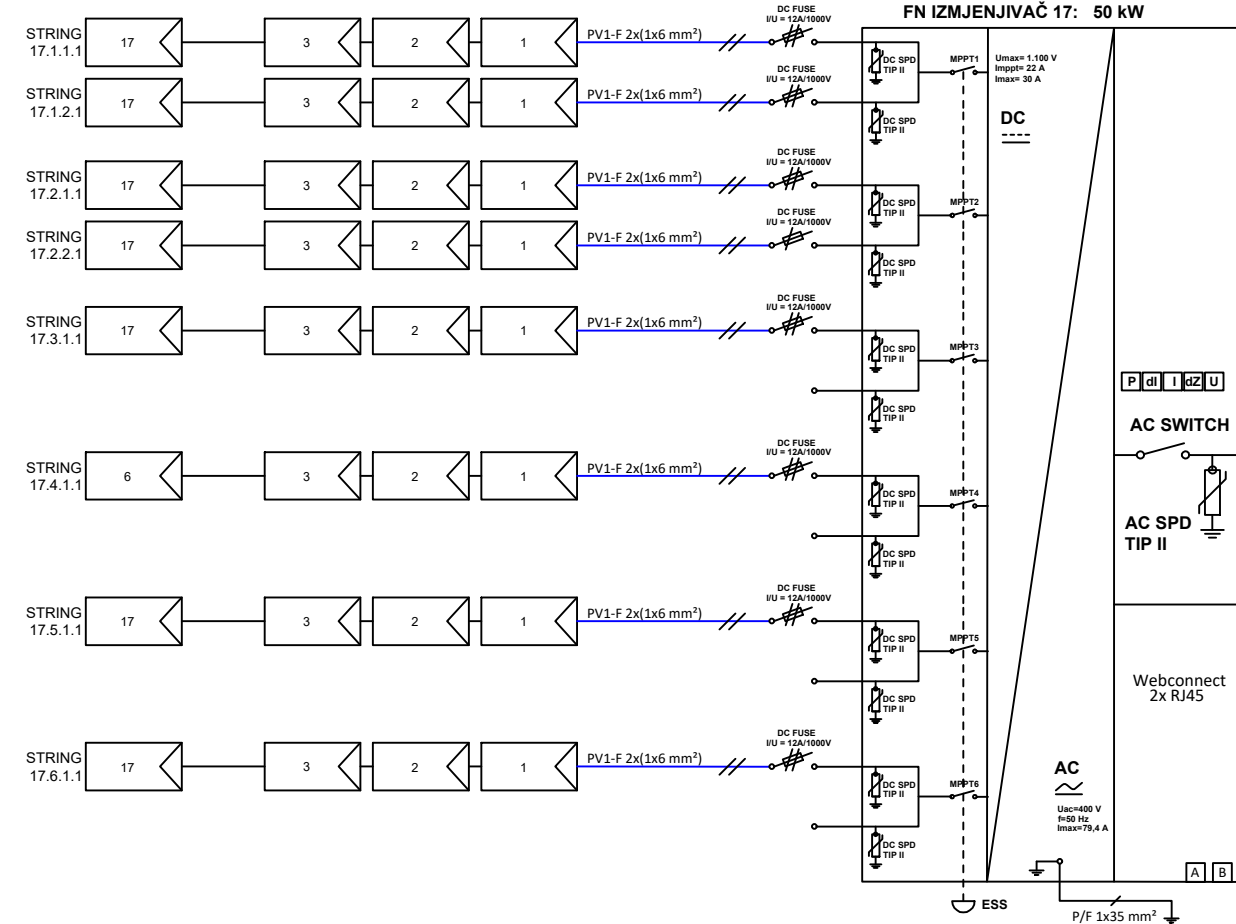 FN IZMJENJIVAČ 17: 50 kW
STRING
17.1.1.1
17
3
2
1
PV1-F 2x(1x6 mm²)
DC FUSE
I/U = 12A/1000V
DC SPD
TIP II
MPPT1
Umax= 1.100 V
Imppt= 22 A
Imax= 30 A
DC
STRING
17.1.2.1
17
3
2
1
PV1-F 2x(1x6 mm²)
DC FUSE
I/U = 12A/1000V
DC SPD
TIP II
STRING
17.2.1.1
17
3
2
1
PV1-F 2x(1x6 mm²)
DC FUSE
I/U = 12A/1000V
DC SPD
TIP II
MPPT2
STRING
17.2.2.1
17
3
2
1
PV1-F 2x(1x6 mm²)
DC FUSE
I/U = 12A/1000V
DC SPD
TIP II
STRING
17.3.1.1
17
3
2
1
PV1-F 2x(1x6 mm²)
DC FUSE
I/U = 12A/1000V
DC SPD
TIP II
MPPT3
DC SPD
TIP II
P dI I dZ U
AC SWITCH
STRING
17.4.1.1
6
3
2
1
PV1-F 2x(1x6 mm²)
DC FUSE
I/U = 12A/1000V
DC SPD
TIP II
MPPT4
DC SPD
TIP II
AC SPD
TIP II
STRING
17.5.1.1
17
3
2
1
PV1-F 2x(1x6 mm²)
DC FUSE
I/U = 12A/1000V
DC SPD
TIP II
MPPT5
DC SPD
TIP II
Webconnect
2x RJ45
STRING
17.6.1.1
17
3
2
1
PV1-F 2x(1x6 mm²)
DC FUSE
I/U = 12A/1000V
DC SPD
TIP II
MPPT6
DC SPD
TIP II
AC
Uac=400 V
f=50 Hz
Imax=79,4 A
A B
ESS
P/F 1x35 mm²